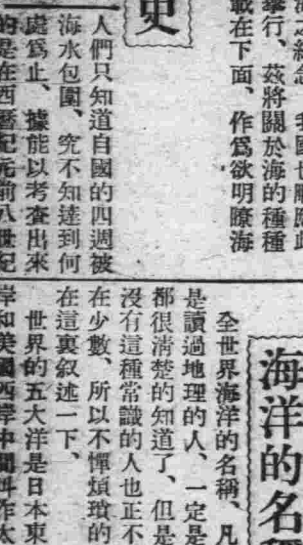 史
舉行、茲將關於海的種種
載在下面、作爲欲明瞭海
人們只知道自國的四週被
海水包圍、究不知達到何
處爲止、據能以考查出來
的是在西曆紀元前八世紀
海洋的名
全世界海洋的名稱、凡
是讀過地理的人、一定是
都很淸楚的知道了、但是
沒有這種常識的人也正不
在少數、所以不憚煩瑣的
在這裏叙述一下、
世界的五大洋是日本東
岸和美國西岸中間叫作太